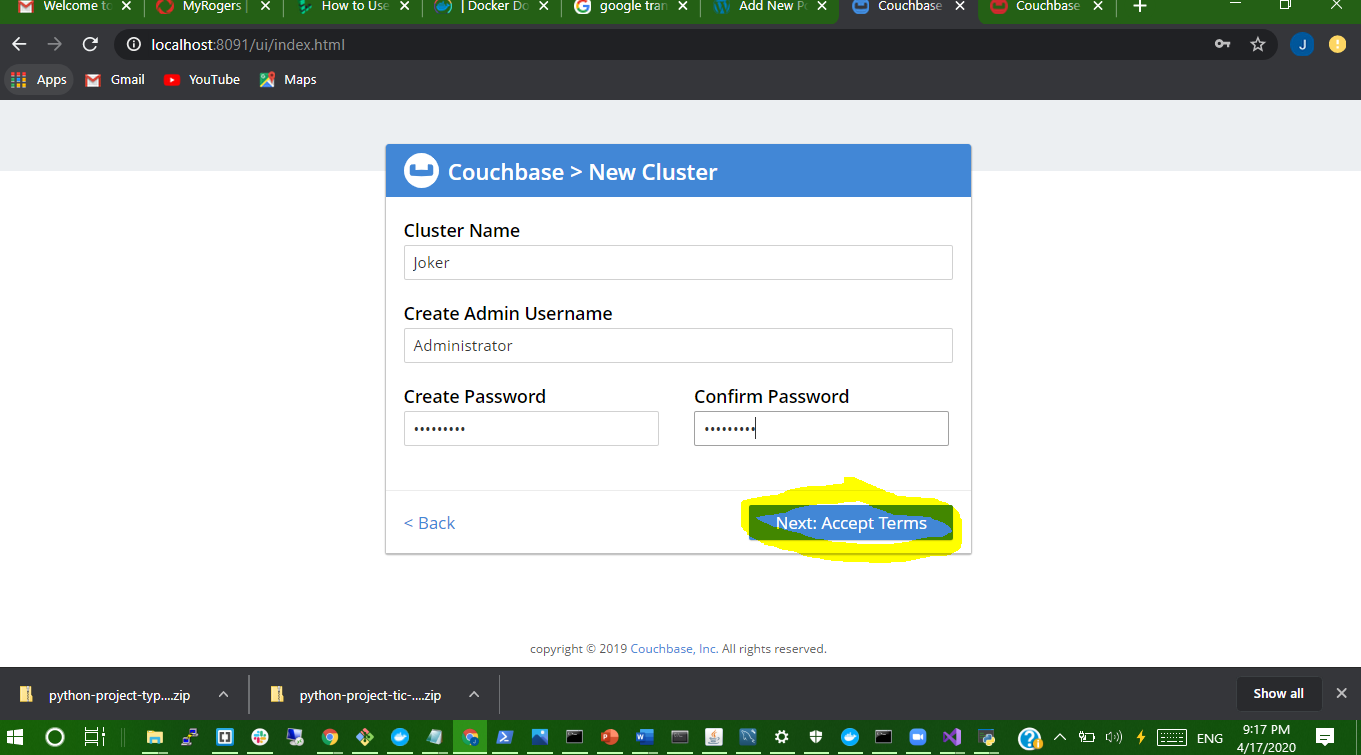 Welcome to
MyRogers |
How to Use
| Docker Do
google tran
Add New P
Couchbase
Couchbase
localhost:8091/ui/index.html
J
Apps
Gmail
YouTube
Maps
Couchbase > New Cluster
Cluster Name
Joker
Create Admin Username
Administrator
Create Password
Confirm Password
•••••••••
•••••••••
< Back
Next: Accept Terms
copyright © 2019 Couchbase, Inc. All rights reserved.
python-project-typ....zip
python-project-tic-....zip
Show all
ENG
9:17 PM
4/17/2020